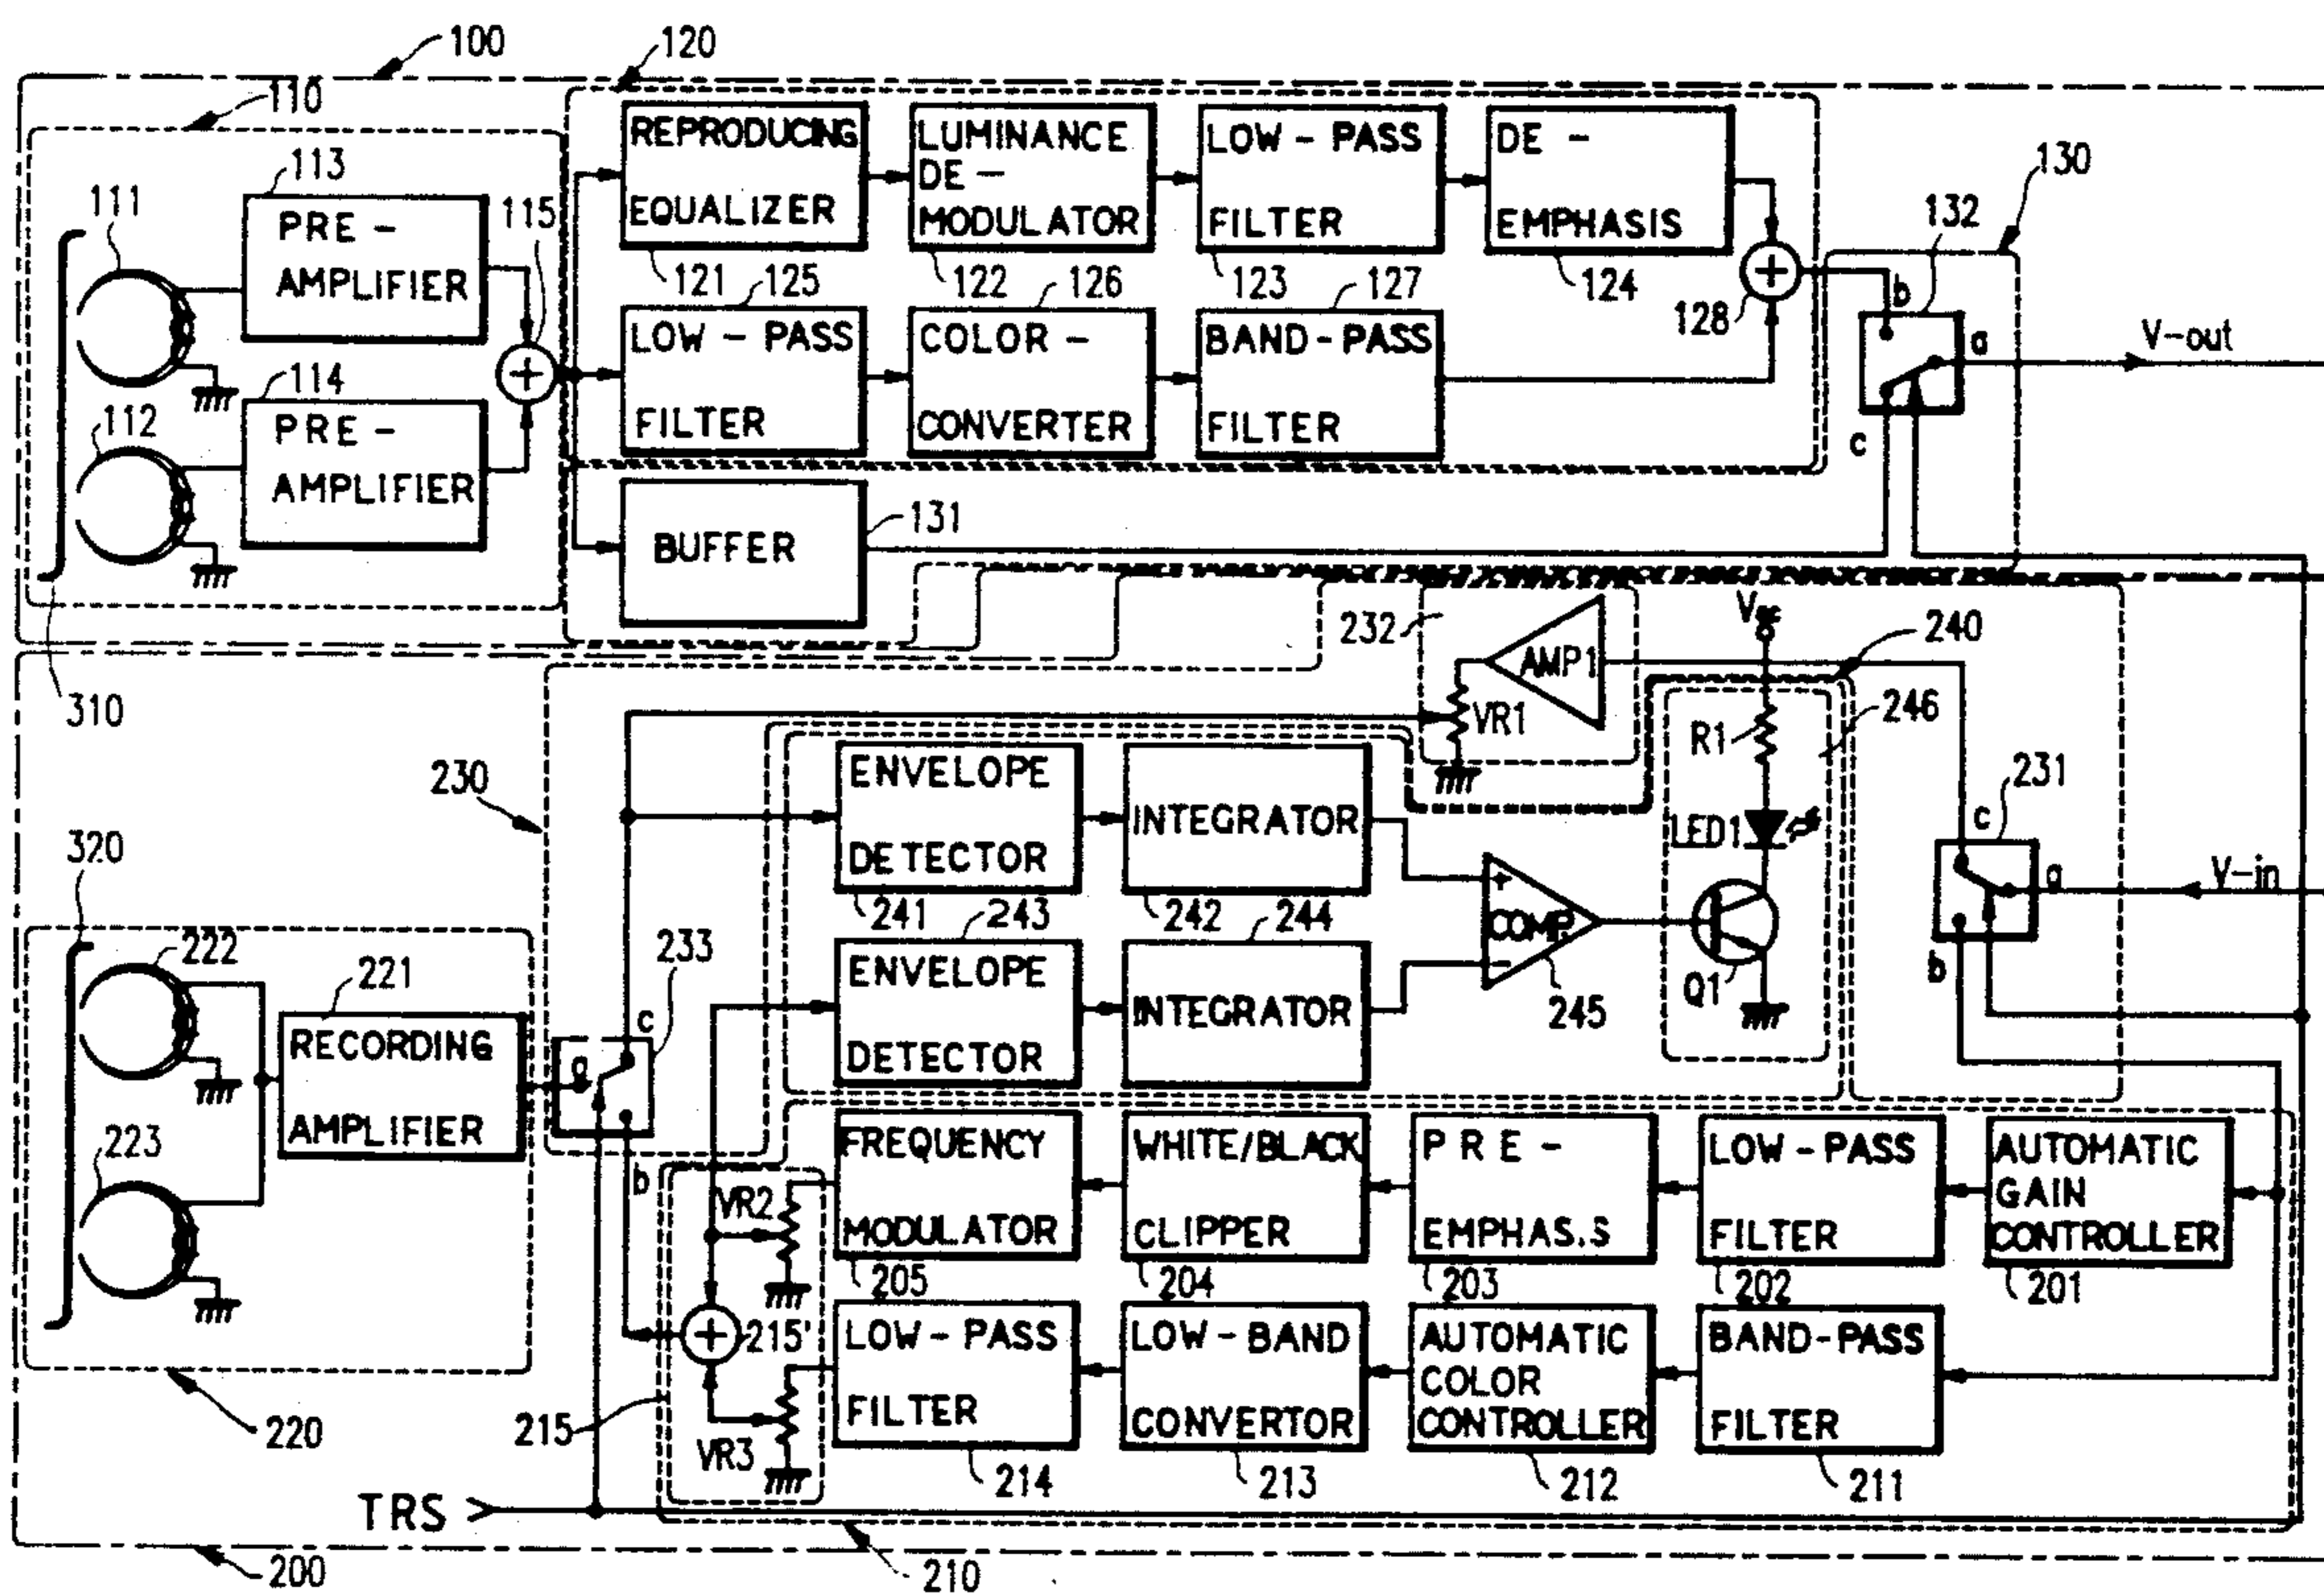 100
120
110
113
111
PRE -
AMPLIFIER
115
114
112
PRE -
AMPLIFIER
310
REPRODUCING
EQUALIZER
121
LUMINANCE
DE -
MODULATOR
122
LOW - PASS
FILTER
123
DE -
EMPHASIS
124
125
LOW - PASS
FILTER
126
COLOR -
CONVERTER
127
BAND - PASS
FILTER
128
130
132
b
a
c
V-out
BUFFER
131
232
AMP1
VR1
240
246
R1
LED1
Q1
231
c
a
b
V-in
230
ENVELOPE
DETECTOR
241
INTEGRATOR
242
243
ENVELOPE
DETECTOR
244
INTEGRATOR
+
COMP.
-
245
320
222
221
RECORDING
AMPLIFIER
223
220
233
c
a
b
FREQUENCY
MODULATOR
205
WHITE/BLACK
CLIPPER
204
PRE -
EMPHAS.S
203
LOW - PASS
FILTER
202
AUTOMATIC
GAIN
CONTROLLER
201
VR2
215'
VR3
215
LOW - PASS
FILTER
214
LOW - BAND
CONVERTOR
213
AUTOMATIC
COLOR
CONTROLLER
212
BAND-PASS
FILTER
211
TRS
200
210